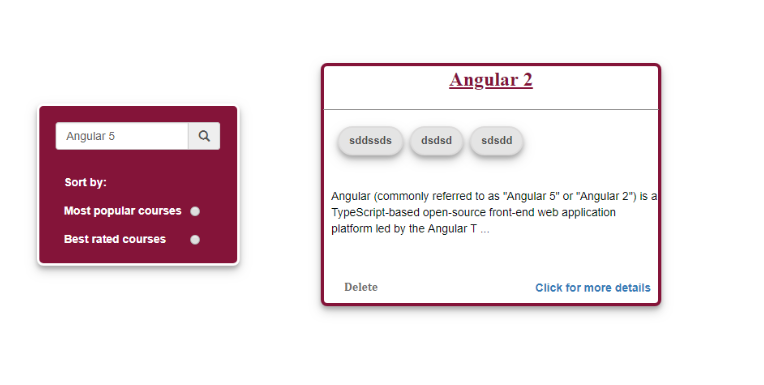 Angular 5
Sort by:
Most popular courses
Best rated courses
Angular 2
sddssds dsdsd sdsdd
Angular (commonly referred to as "Angular 5" or "Angular 2") is a
TypeScript-based open-source front-end web application
platform led by the Angular T ...
Delete Click for more details